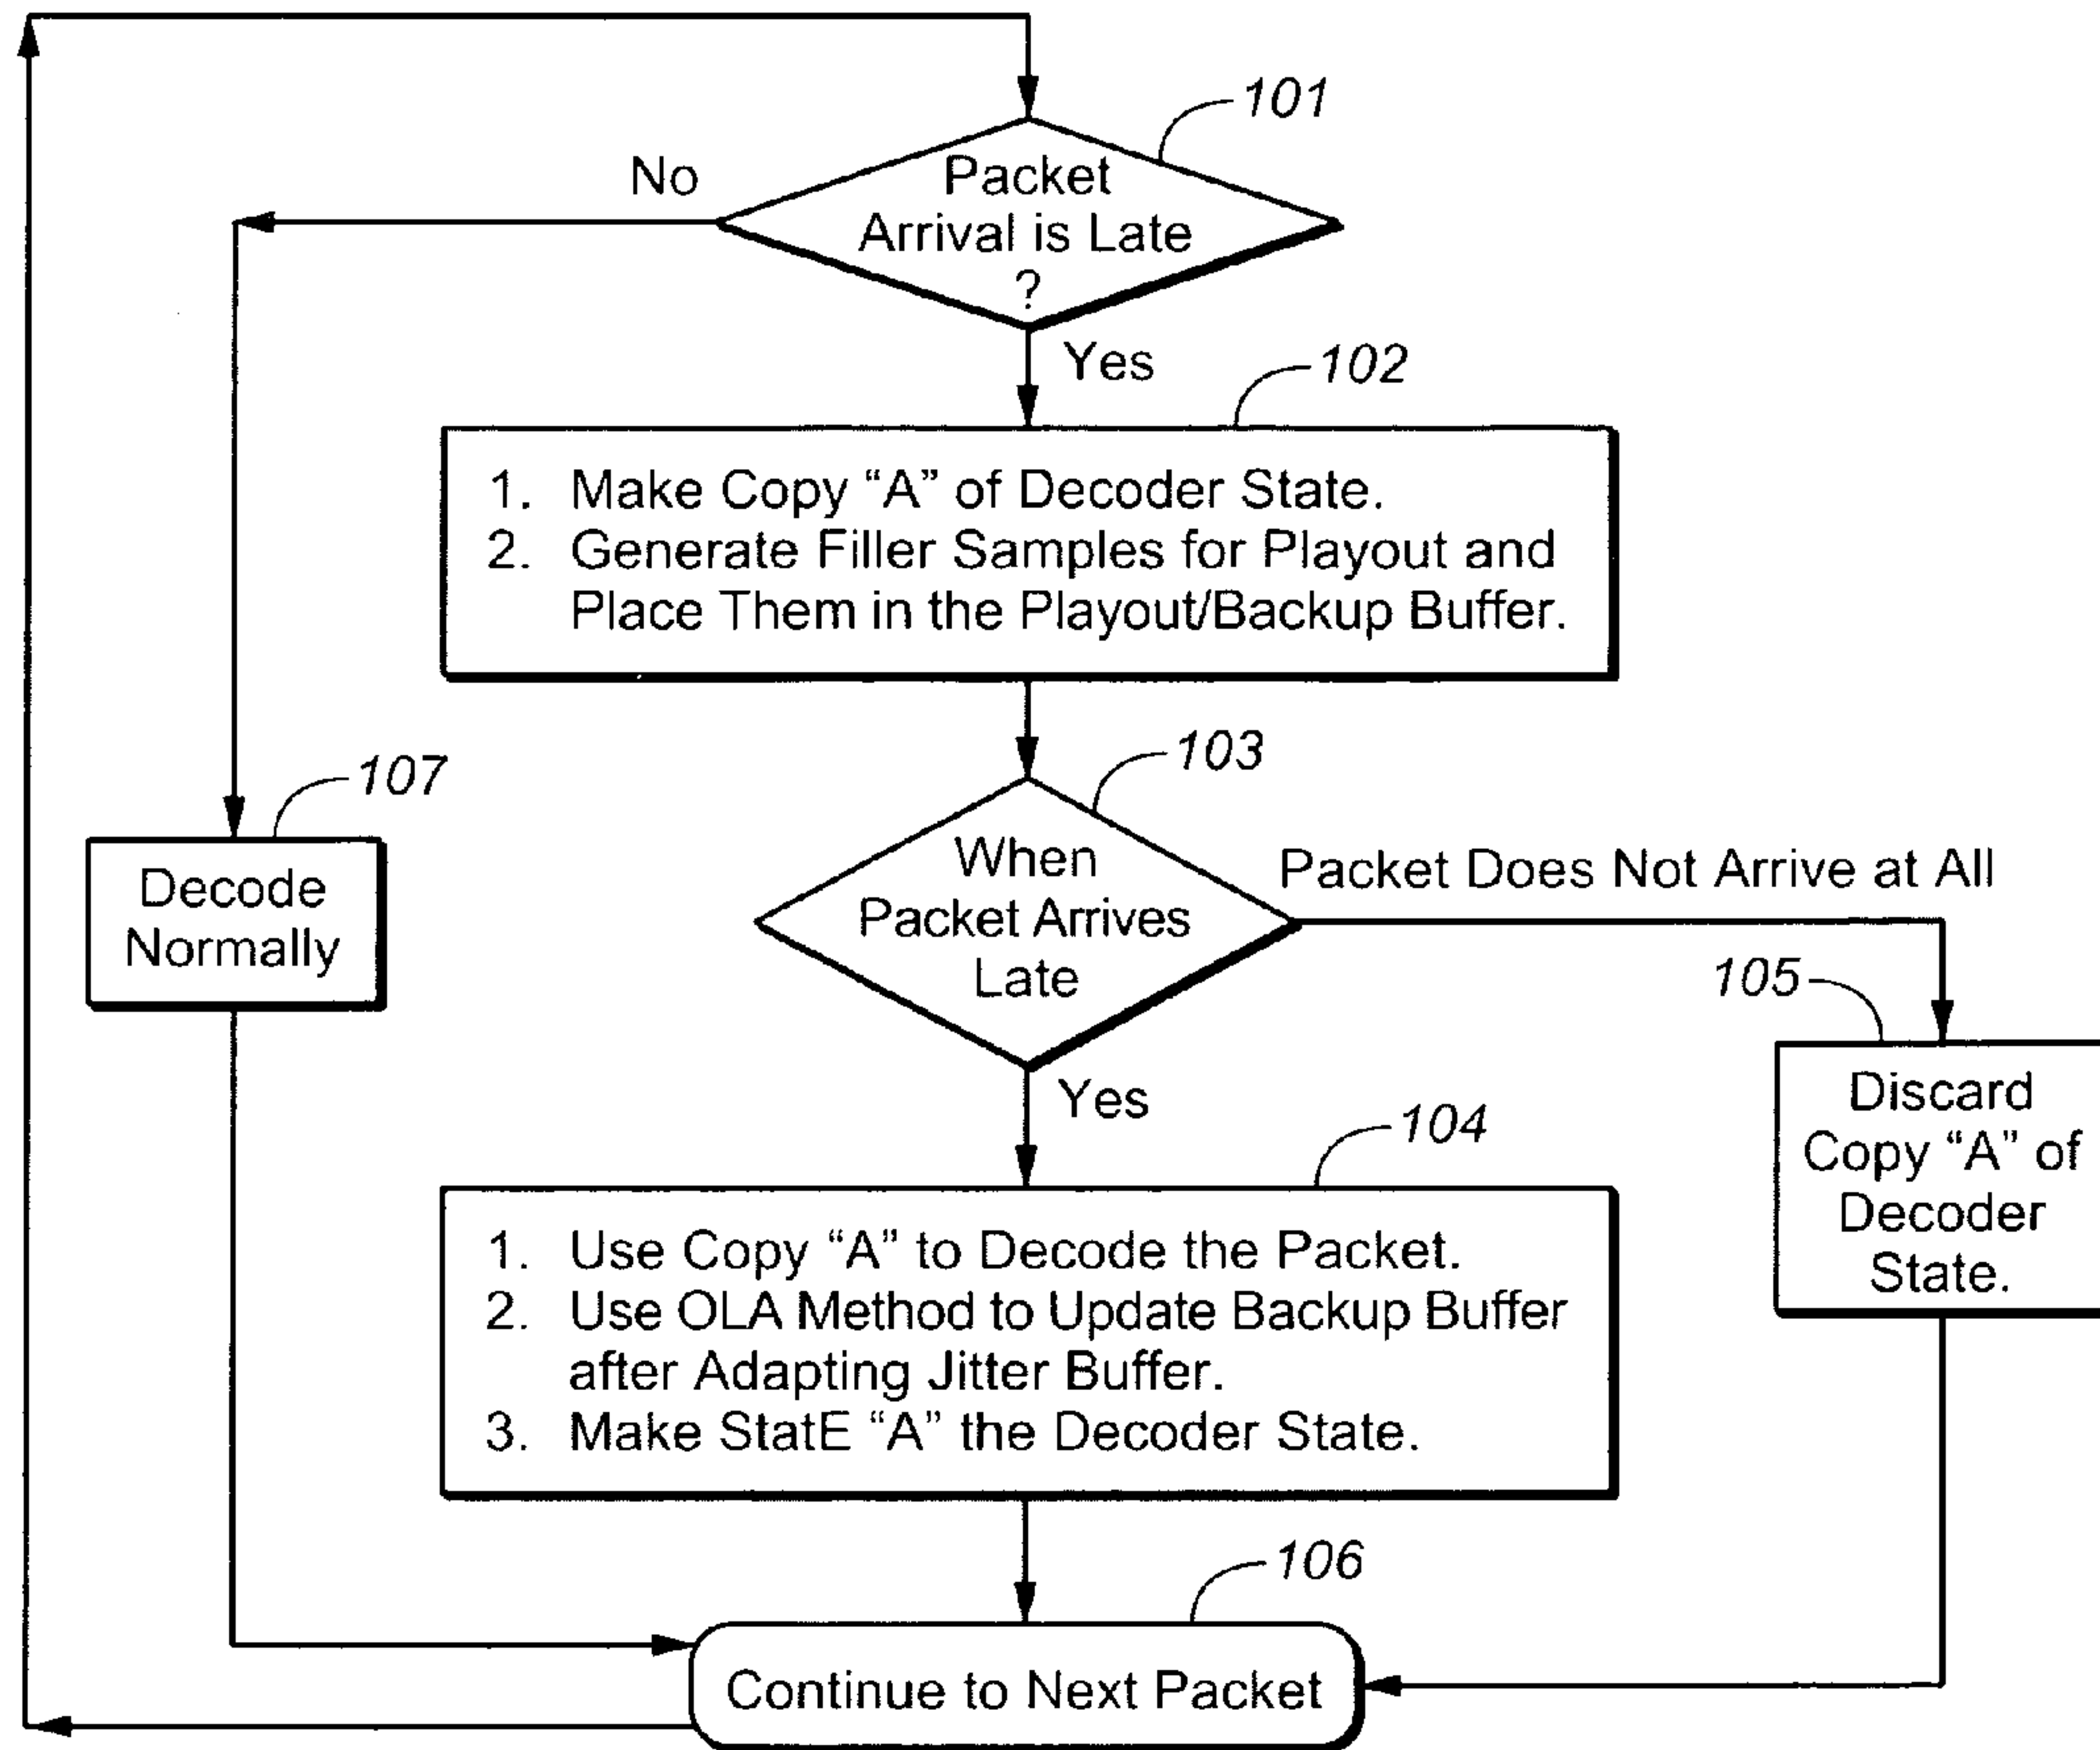 101
No
Packet
Arrival is Late
?
Yes
102
1. Make Copy “A” of Decoder State.
2. Generate Filler Samples for Playout and
Place Them in the Playout/Backup Buffer.
103
107
When
Packet Arrives
Late
Packet Does Not Arrive at All
Decode
Normally
105
Discard
Copy “A” of
Decoder
State.
Yes
104
1. Use Copy “A” to Decode the Packet.
2. Use OLA Method to Update Backup Buffer
after Adapting Jitter Buffer.
3. Make StatE “A” the Decoder State.
106
Continue to Next Packet